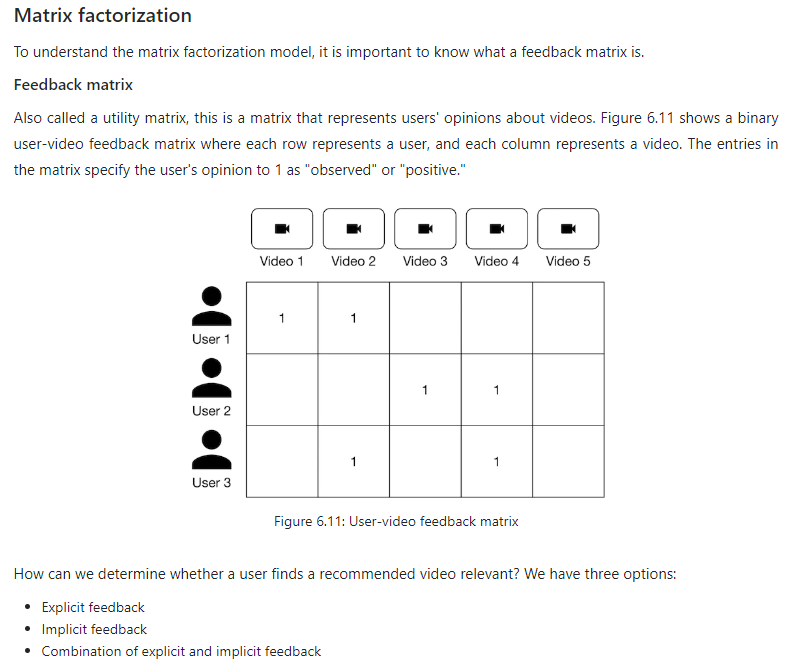 Matrix factorization
To understand the matrix factorization model, it is important to know what a feedback matrix is.
Feedback matrix
Also called a utility matrix, this is a matrix that represents users' opinions about videos. Figure 6.11 shows a binary
user-video feedback matrix where each row represents a user, and each column represents a video. The entries in
the matrix specify the user's opinion to 1 as "observed" or "positive."
Video 1 Video 2 Video 3 Video 4 Video 5
1 1
User 1
1 1
User 2
1 1
User 3
Figure 6.11: User-video feedback matrix
How can we determine whether a user finds a recommended video relevant? We have three options:
• Explicit feedback
• Implicit feedback
• Combination of explicit and implicit feedback